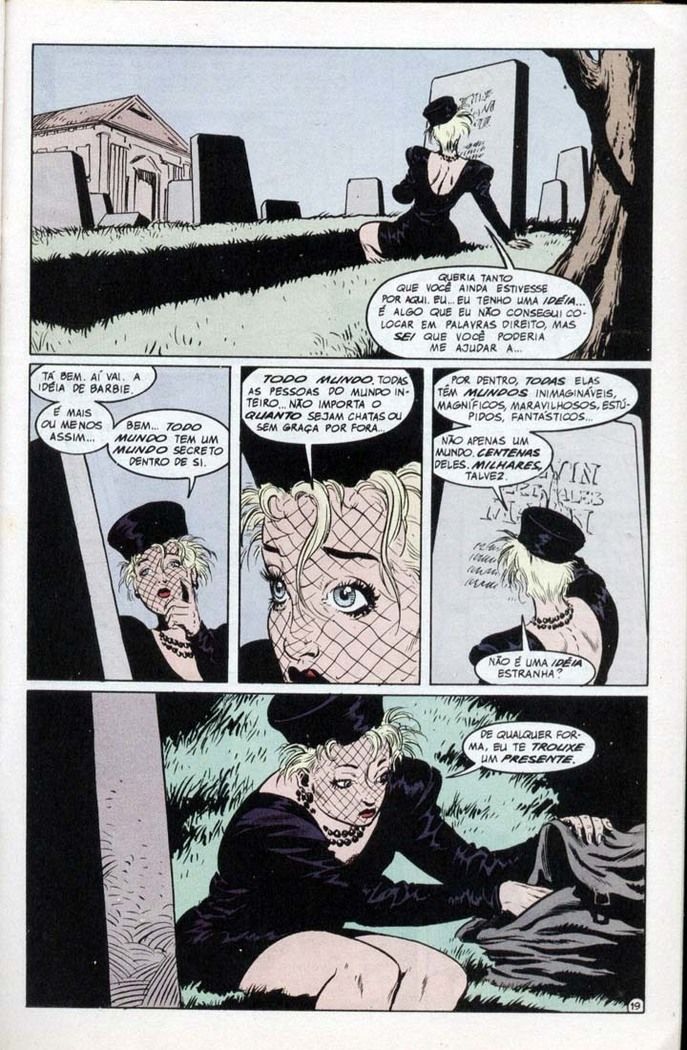 QUERIA TANTO
QUE VOCÊ AINDA ESTIVESSE
POR AQUI. EU... EU TENHO UMA IDÉIA...
É ALGO QUE EU NÃO CONSEGUI CO-
LOCAR EM PALAVRAS DIREITO, MAS
SEI QUE VOCÊ PODERIA
ME AJUDAR A...
TÁ BEM. AÍ VAI. A
IDÉIA DE BARBIE.
É MAIS
OU MENOS
ASSIM...
BEM... TODO
MUNDO TEM UM
MUNDO SECRETO
DENTRO DE SI.
TODO MUNDO. TODAS
AS PESSOAS DO MUNDO IN-
TEIRO... NÃO IMPORTA O
QUANTO SEJAM CHATAS OU
SEM GRAÇA POR FORA...
POR DENTRO, TODAS ELAS
TÊM MUNDOS INIMAGINÁVEIS,
MAGNÍFICOS, MARAVILHOSOS, ESTÚ-
PIDOS, FANTÁSTICOS...
NÃO APENAS UM
MUNDO. CENTENAS
DELES. MILHARES,
TALVEZ.
MANN
NÃO É UMA IDÉIA
ESTRANHA?
DE QUALQUER FOR-
MA, EU TE TROUXE
UM PRESENTE.
19